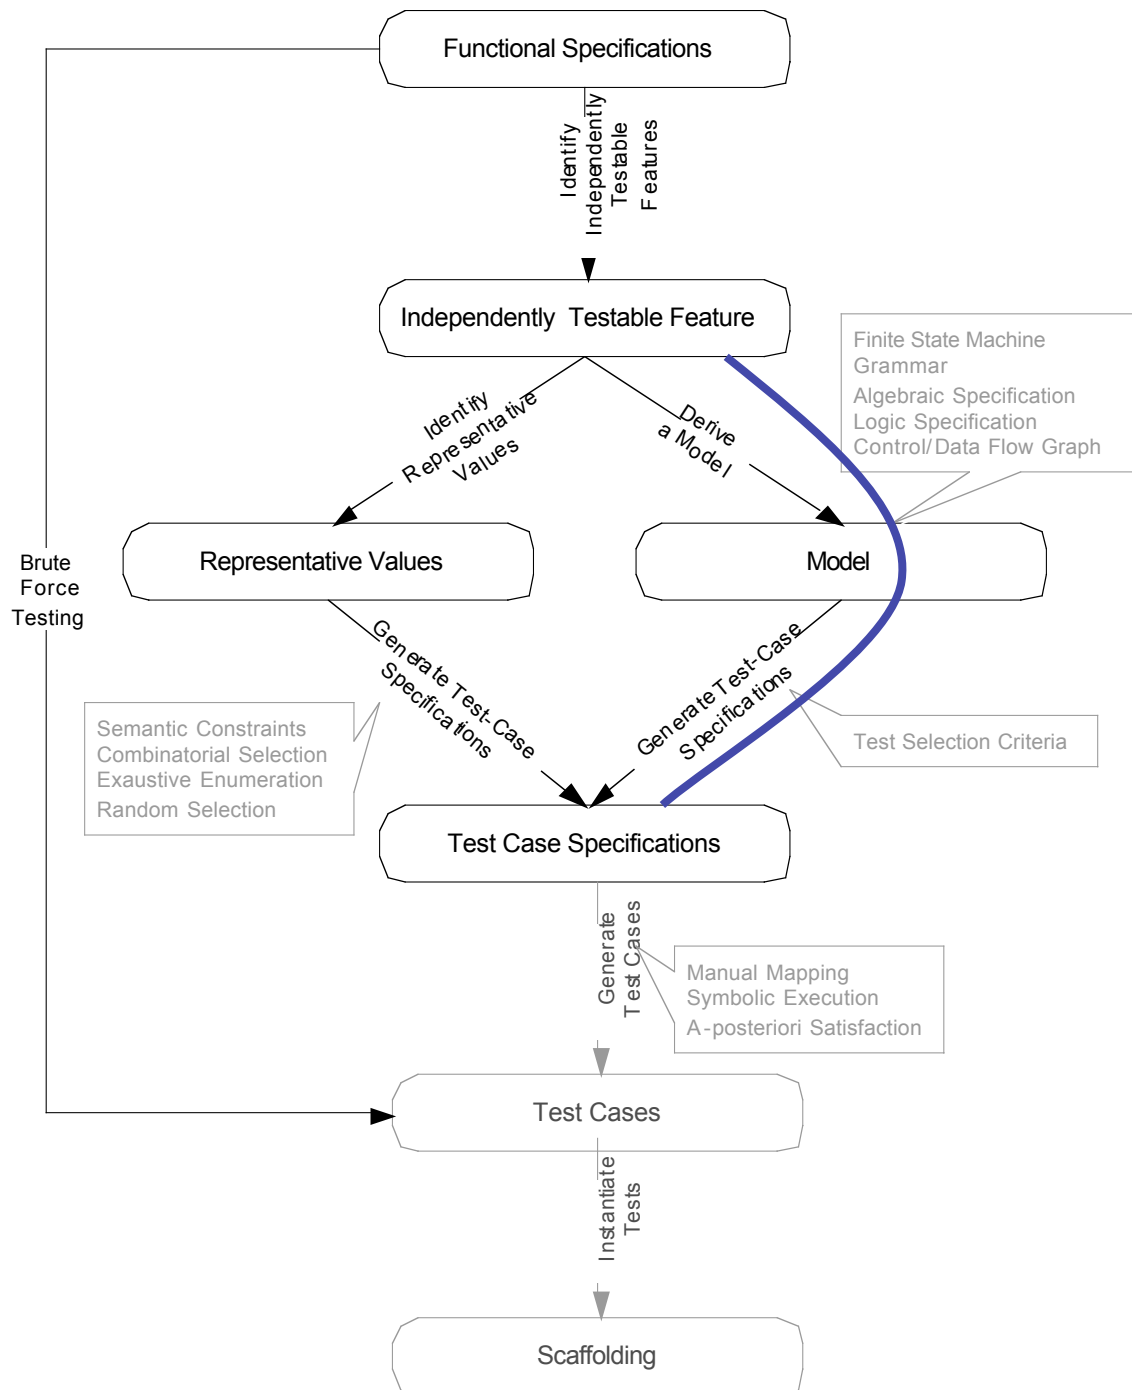 Functional Specifications
Identify
Independently
Testable
Features
Independently Testable Feature
Finite State Machine
Grammar
Algebraic Specification
Logic Specification
Control/Data Flow Graph
Identify
Representative
Values
Derive
a Model
Representative Values
Model
Brute
Force
Testing
Generate Test-Case
Specifications
Generate Test-Case
Specifications
Semantic Constraints
Combinatorial Selection
Exaustive Enumeration
Random Selection
Test Selection Criteria
Test Case Specifications
Generate
Test Cases
Manual Mapping
Symbolic Execution
A-posteriori Satisfaction
Test Cases
Instantiate
Tests
Scaffolding